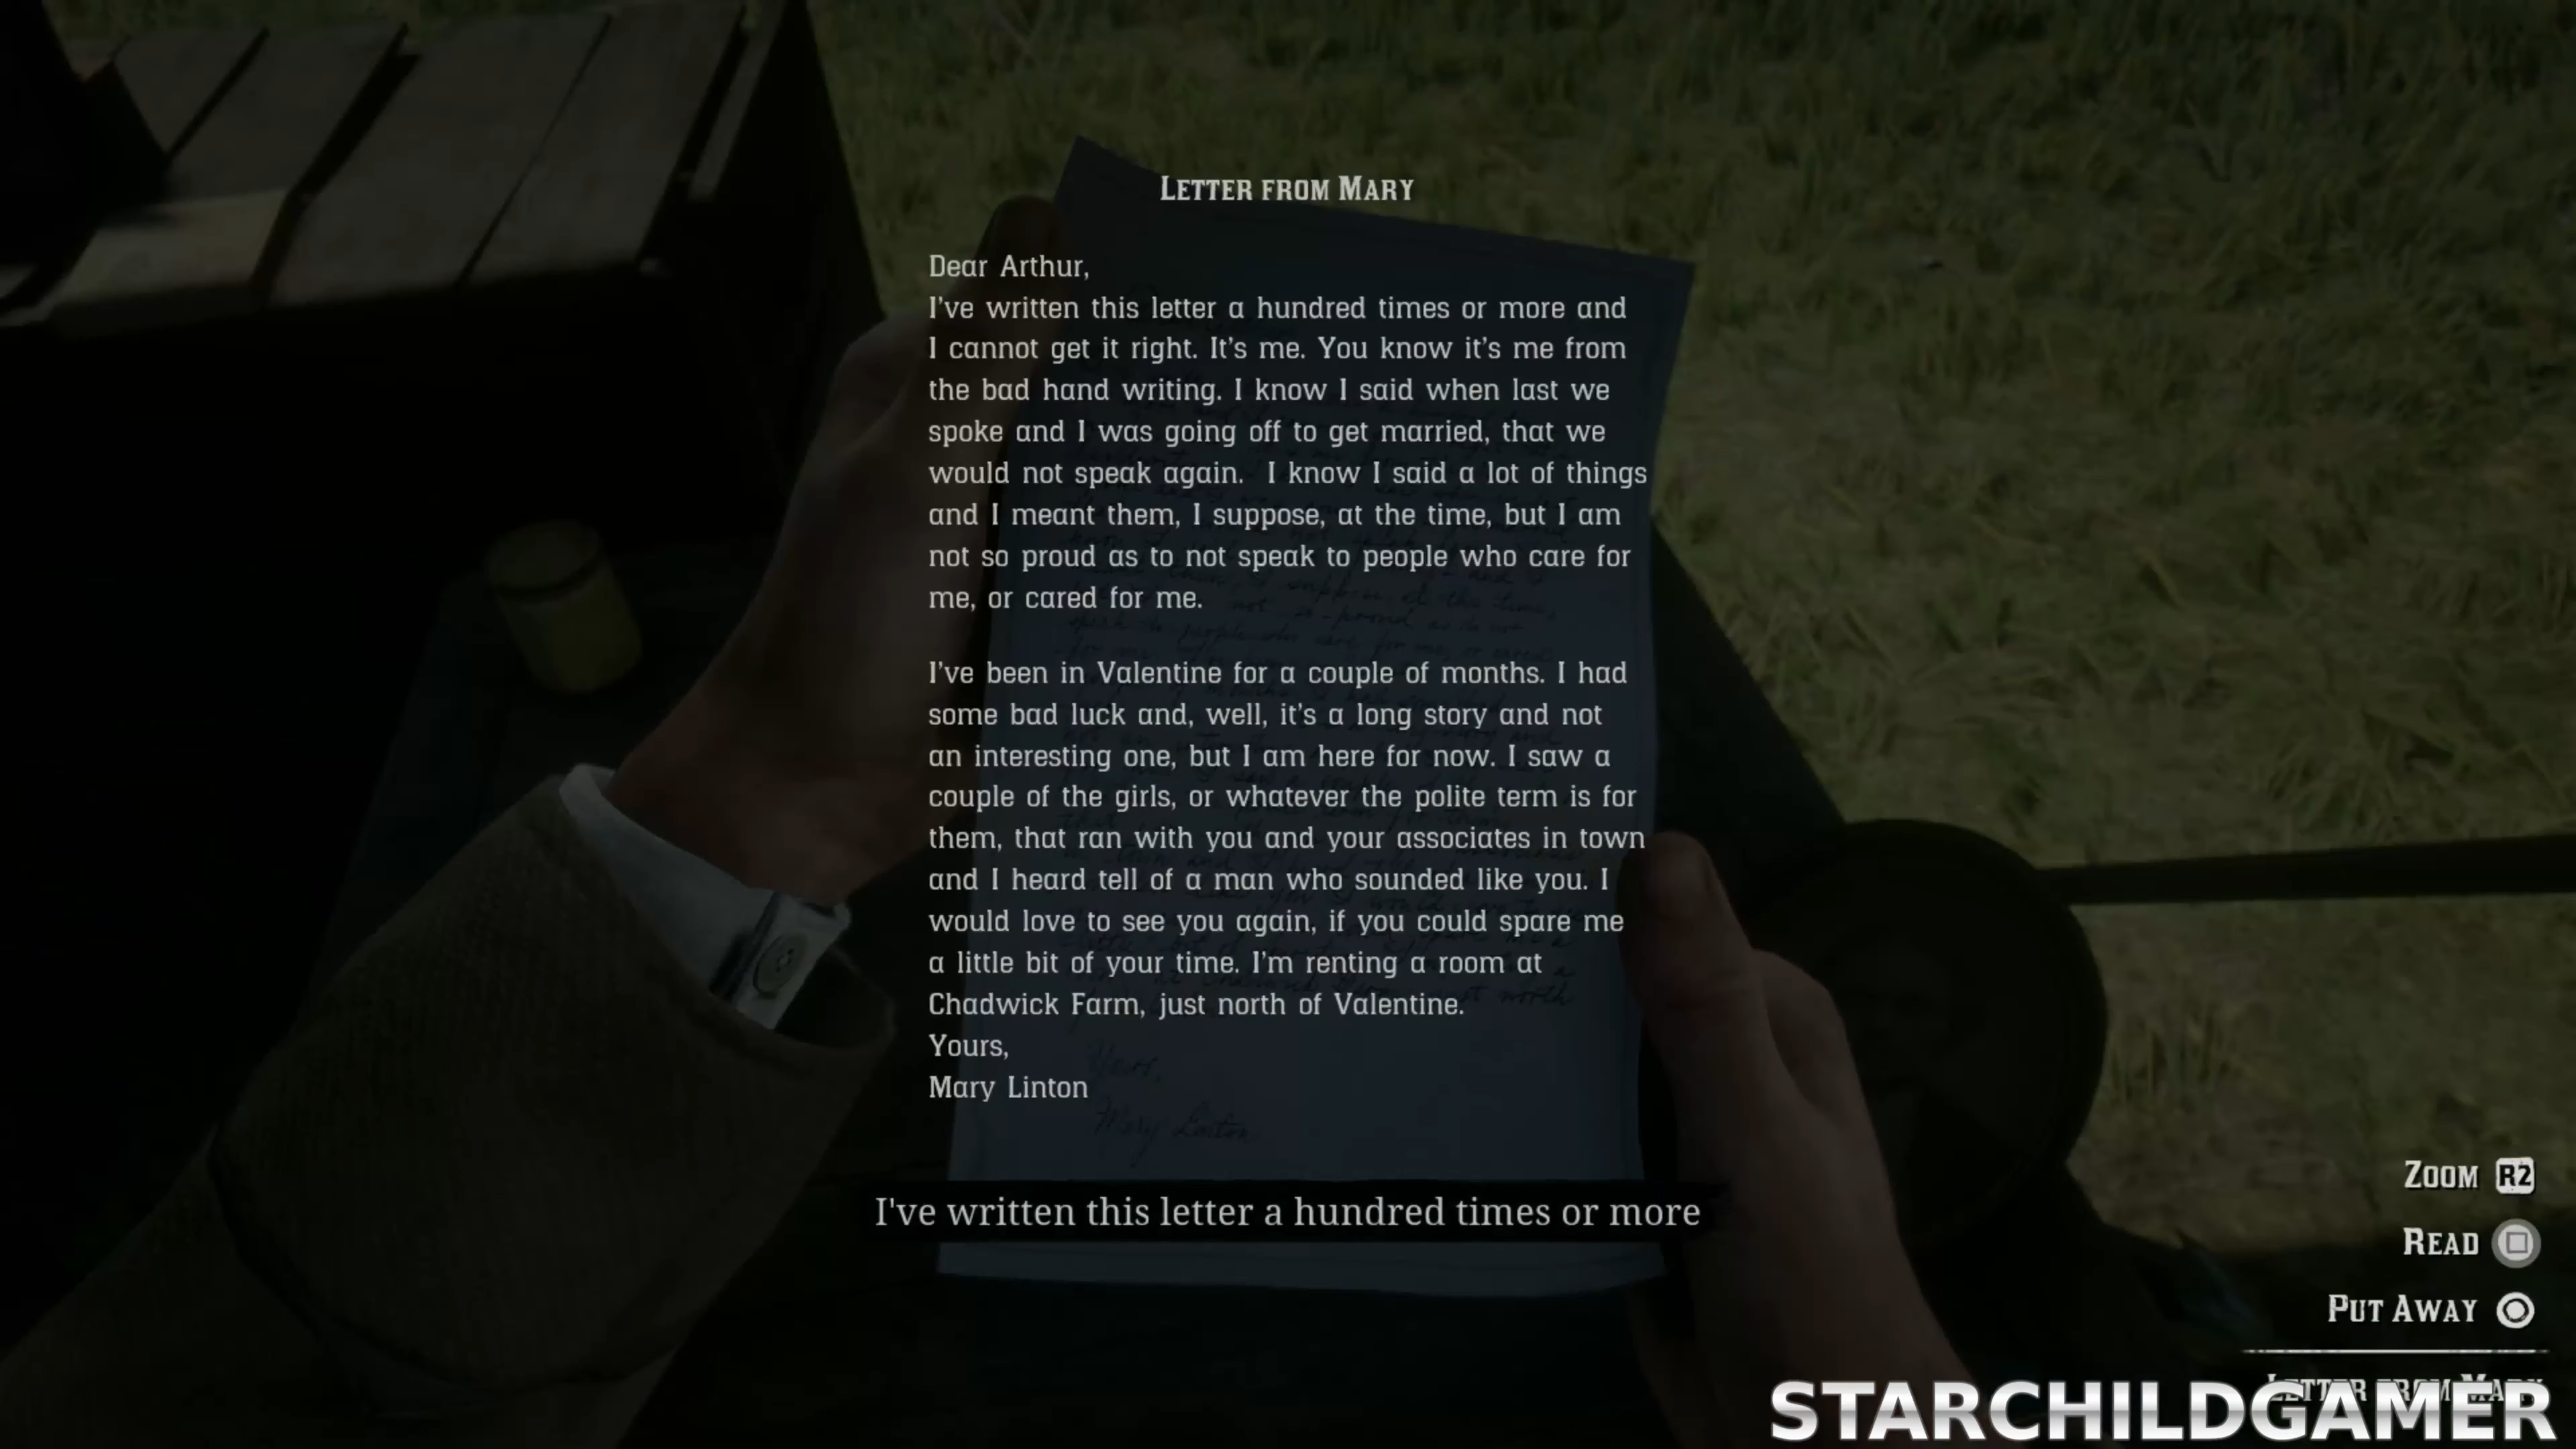 LETTER FROM MARY
Dear Arthur,
I've written this letter a hundred times or more and
I cannot get it right. It's me. You know it's me from
the bad hand writing. I know I said when last we
spoke and I was going off to get married, that we
would not speak again.  I know I said a lot of things
and I meant them, I suppose, at the time, but I am
not so proud as to not speak to people who care for
me, or cared for me.
I've been in Valentine for a couple of months. I had
some bad luck and, well, it's a long story and not
an interesting one, but I am here for now. I saw a
couple of the girls, or whatever the polite term is for
them, that ran with you and your associates in town
and I heard tell of a man who sounded like you. I
would love to see you again, if you could spare me
a little bit of your time. I'm renting a room at
Chadwick Farm, just north of Valentine.
Yours,
Mary Linton
Yours,
Mary Linton
I've written this letter a hundred times or more
ZOOM R2
READ
PUT AWAY
LETTER FROM MARY
STARCHILDGAMER